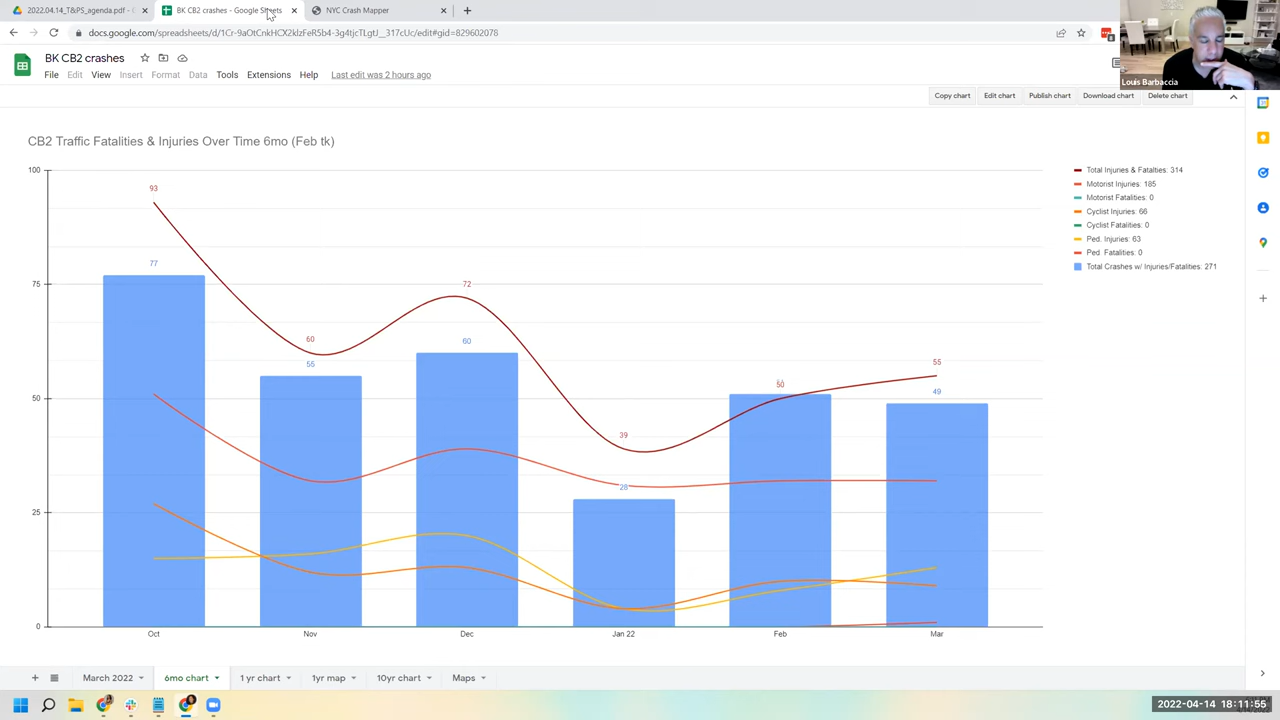 2022.04.14_T&PS_agenda.pdf - G
BK CB2 crashes - Google Sheets
NYC Crash Mapper
docs.google.com/spreadsheets/d/1Cr-9aOtCnkHCX2klzFeR5b4-3g4tjcTLgtJ__317cUc/edit#gid=829602078
BK CB2 crashes
File Edit View Insert Format Data Tools Extensions Help Last edit was 2 hours ago
Louis Barbaccia
Copy chart Edit chart Publish chart Download chart Delete chart
CB2 Traffic Fatalities & Injuries Over Time 6mo (Feb tk)
100
75
50
25
0
93
77
60
55
72
60
39
28
50
55
49
Oct Nov Dec Jan 22 Feb Mar
Total Injuries & Fatalties: 314
Motorist Injuries: 185
Motorist Fatalities: 0
Cyclist Injuries: 66
Cyclist Fatalities: 0
Ped. Injuries: 63
Ped. Fatalities: 0
Total Crashes w/ Injuries/Fatalities: 271
March 2022 6mo chart 1 yr chart 1yr map 10yr chart Maps
2022-04-14 18:11:55